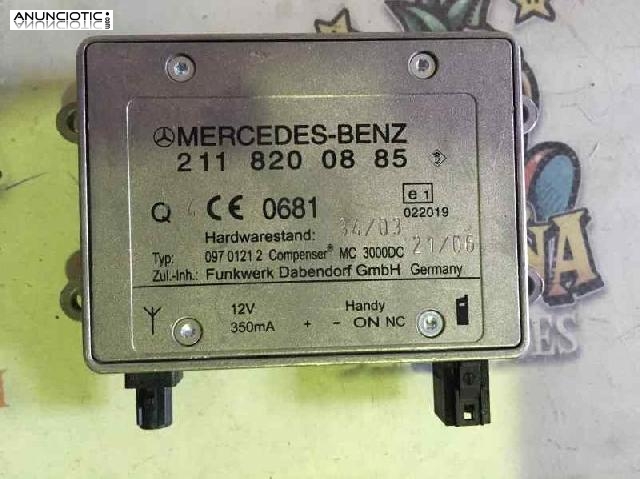 ANUNCIOTIC!
.com
MERCEDES-BENZ
211 820 08 85
Q 4 CE 0681 e1
022019
Hardwarestand: 34/03 21/06
Typ: 097 0121 2 Compenser® MC 3000DC
Zul.-Inh.: Funkwerk Dabendorf GmbH Germany
12V Handy
350mA + - ON NC